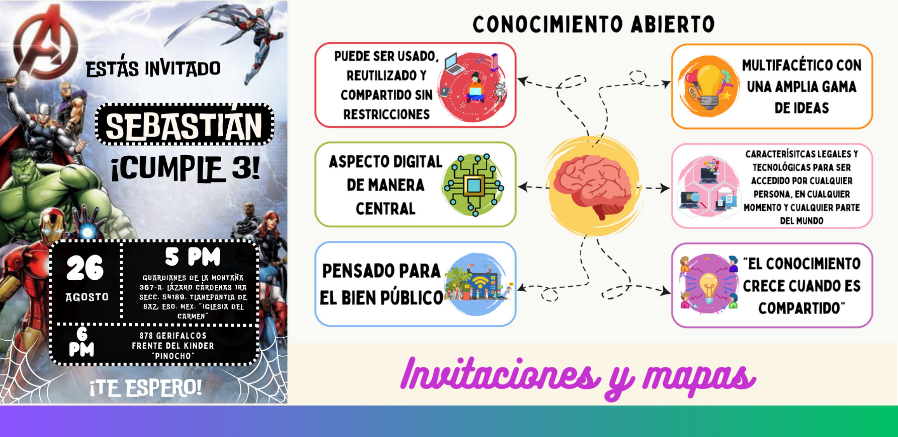 ESTÁS INVITADO
SEBASTIÁN
¡CUMPLE 3!
26
AGOSTO
5 PM
GUARDIANES DE LA MONTAÑA
367-A. LÁZARO CÁRDENAS 1RA
SECC. 54189. TLANEPANTLA DE
BAZ, ESO. MEX. "IGLESIA DEL
CARMEN"
6
PM
878 GERIFALCOS
FRENTE DEL KINDER
"PINOCHO"
¡TE ESPERO!
CONOCIMIENTO ABIERTO
PUEDE SER USADO,
REUTILIZADO Y
COMPARTIDO SIN
RESTRICCIONES
MULTIFACÉTICO CON
UNA AMPLIA GAMA
DE IDEAS
ASPECTO DIGITAL
DE MANERA
CENTRAL
CARACTERÍSITCAS LEGALES Y
TECNOLÓGICAS PARA SER
ACCEDIDO POR CUALQUIER
PERSONA, EN CUALQUIER
MOMENTO Y CUALQUIER PARTE
DEL MUNDO
PENSADO PARA
EL BIEN PÚBLICO
"EL CONOCIMIENTO
CRECE CUANDO ES
COMPARTIDO"
Invitaciones y mapas